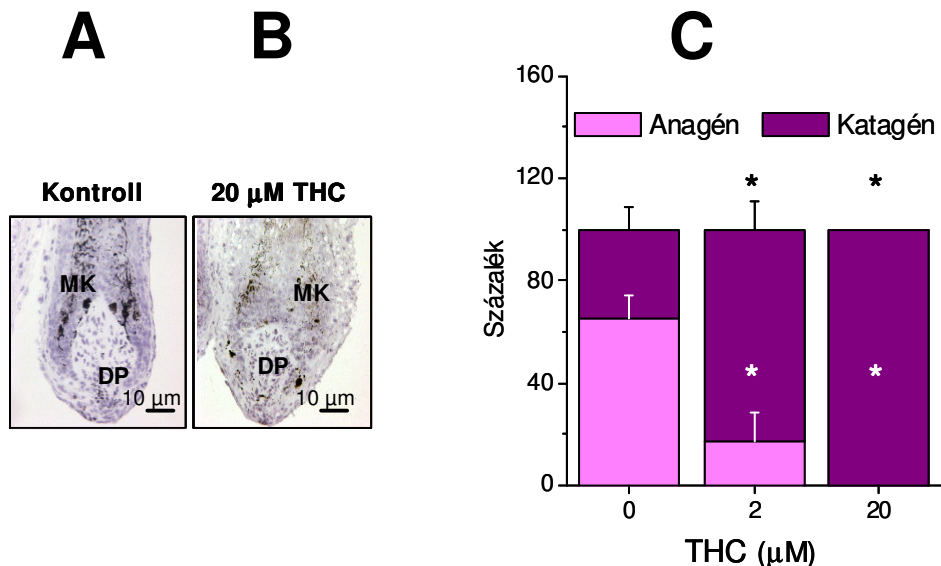 A
B
Kontroll
20 μM THC
MK
DP
10 μm
MK
DP
10 μm
C
160
120
80
40
0
Százalék
Anagén
Katagén
*
*
*
*
0
2
20
THC (μM)